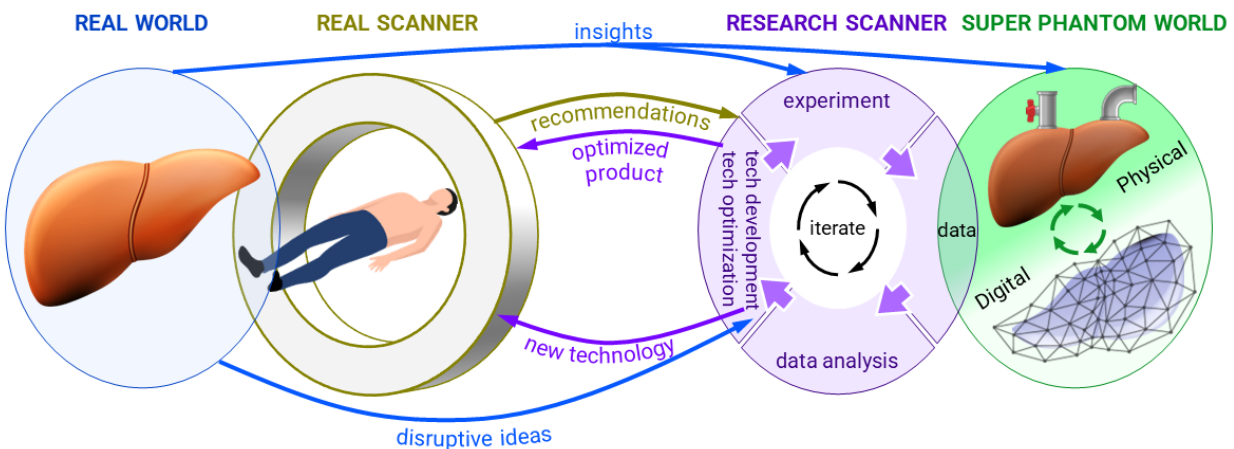 REAL WORLD
REAL SCANNER
RESEARCH SCANNER
SUPER PHANTOM WORLD
insights
recommendations
optimized
product
new technology
disruptive ideas
experiment
tech development
tech optimization
iterate
data
data analysis
Physical
Digital